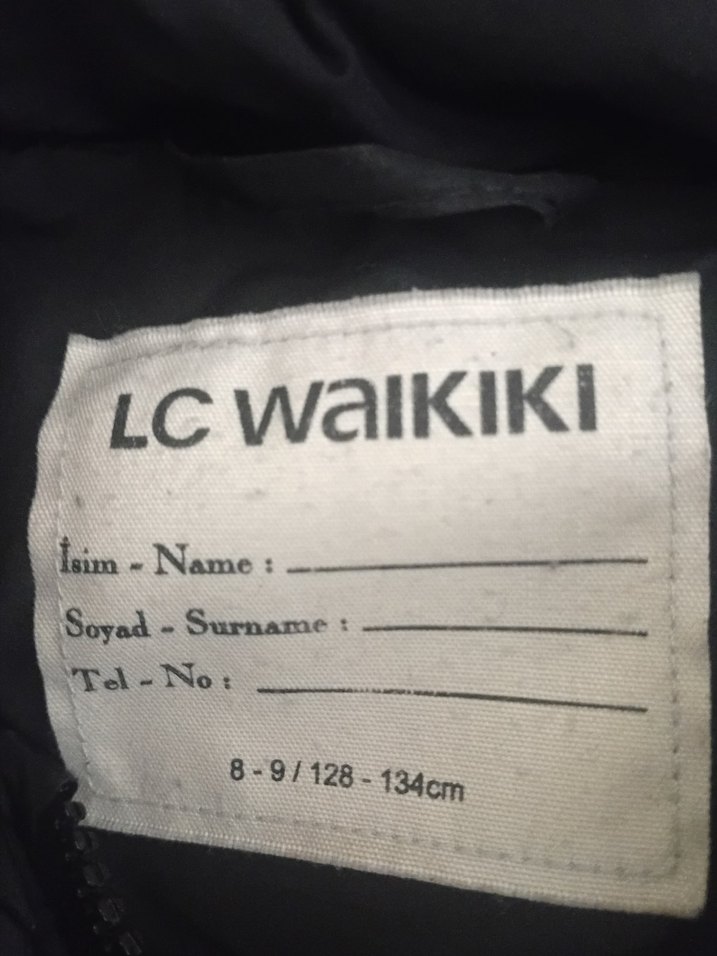 LC WAIKIKI
İsim - Name :
Soyad - Surname :
Tel - No :
8 - 9 / 128 - 134cm